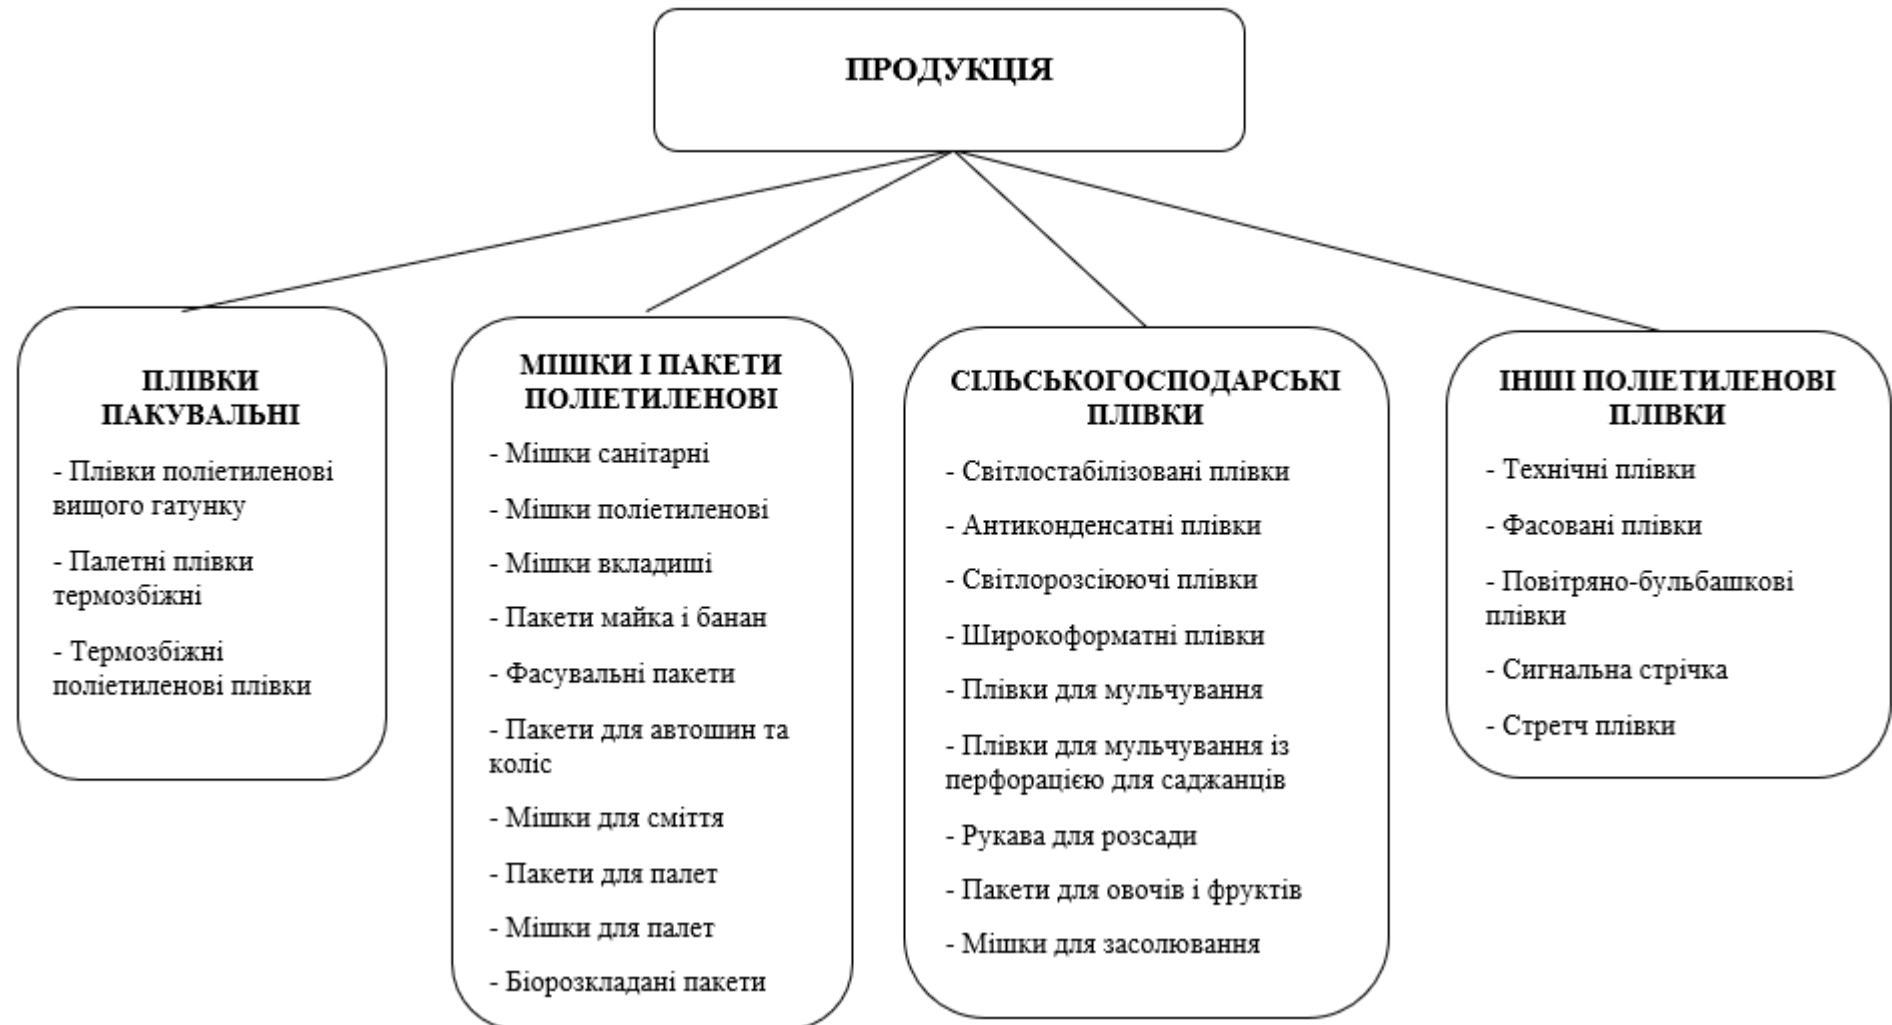 ПРОДУКЦІЯ
ПЛІВКИ
ПАКУВАЛЬНІ
- Плівки поліетиленові
вищого гатунку
- Палетні плівки
термозбіжні
- Термозбіжні
поліетиленові плівки
МІШКИ І ПАКЕТИ
ПОЛІЕТИЛЕНОВІ
- Мішки санітарні
- Мішки поліетиленові
- Мішки вкладиші
- Пакети майка і банан
- Фасувальні пакети
- Пакети для автошин та
коліс
- Мішки для сміття
- Пакети для палет
- Мішки для палет
- Біорозкладані пакети
СІЛЬСЬКОГОСПОДАРСЬКІ
ПЛІВКИ
- Світлостабілізовані плівки
- Антиконденсатні плівки
- Світлорозсіюючі плівки
- Широкоформатні плівки
- Плівки для мульчування
- Плівки для мульчування із
перфорацією для саджанців
- Рукава для розсади
- Пакети для овочів і фруктів
- Мішки для засолювання
ІНШІ ПОЛІЕТИЛЕНОВІ
ПЛІВКИ
- Технічні плівки
- Фасовані плівки
- Повітряно-бульбашкові
плівки
- Сигнальна стрічка
- Стретч плівки